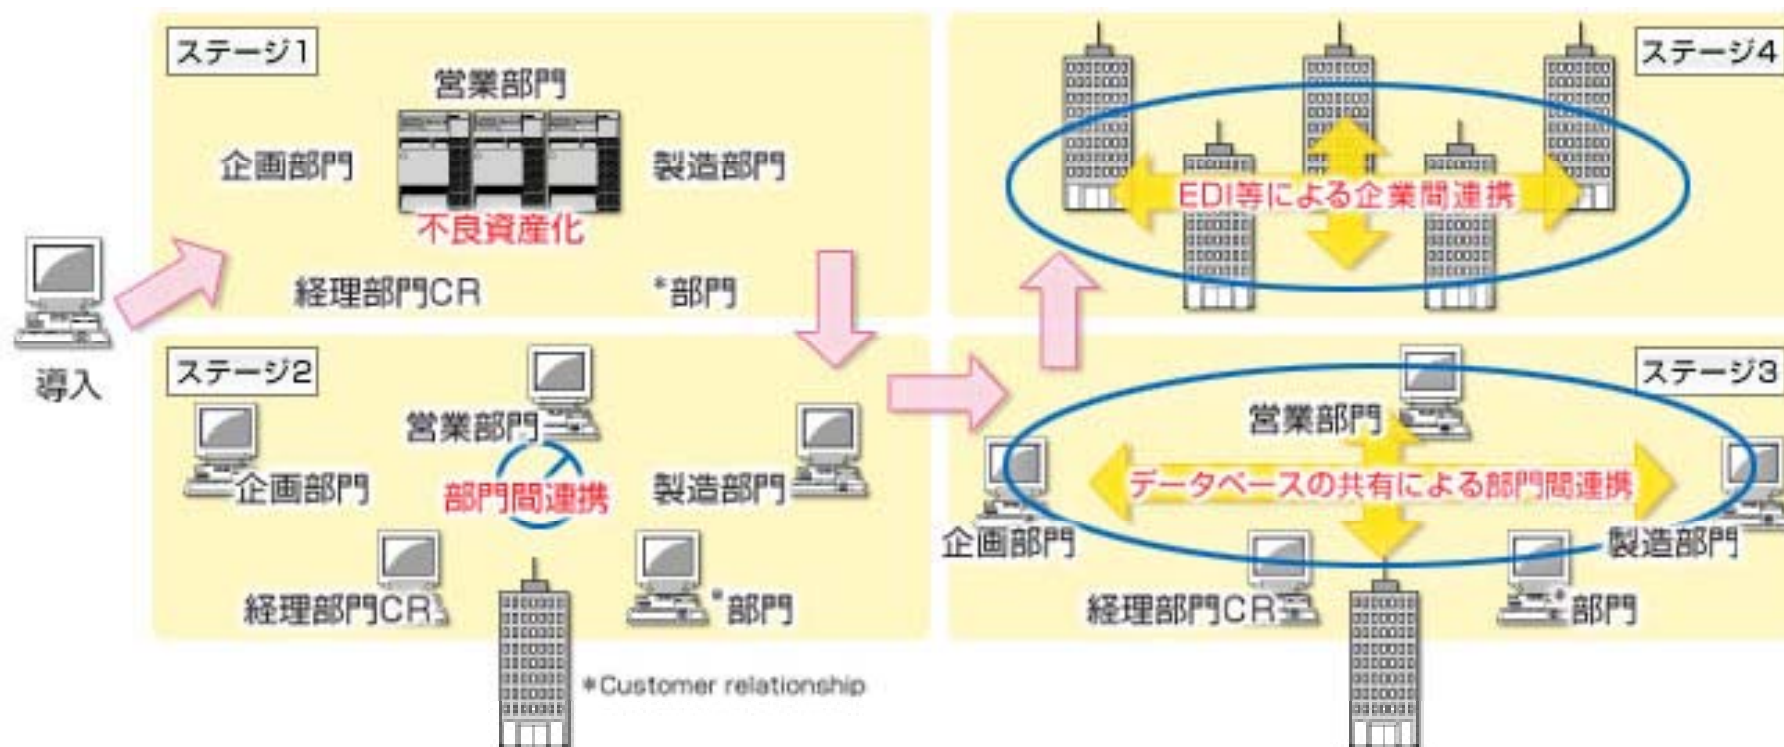 ステージ1
営業部門
企画部門
製造部門
不良資産化
経理部門CR
*部門
導入
ステージ2
営業部門
企画部門
部門間連携
製造部門
経理部門CR
*部門
*Customer relationship
ステージ3
営業部門
データベースの共有による部門間連携
企画部門
製造部門
経理部門CR
*部門
ステージ4
EDI等による企業間連携